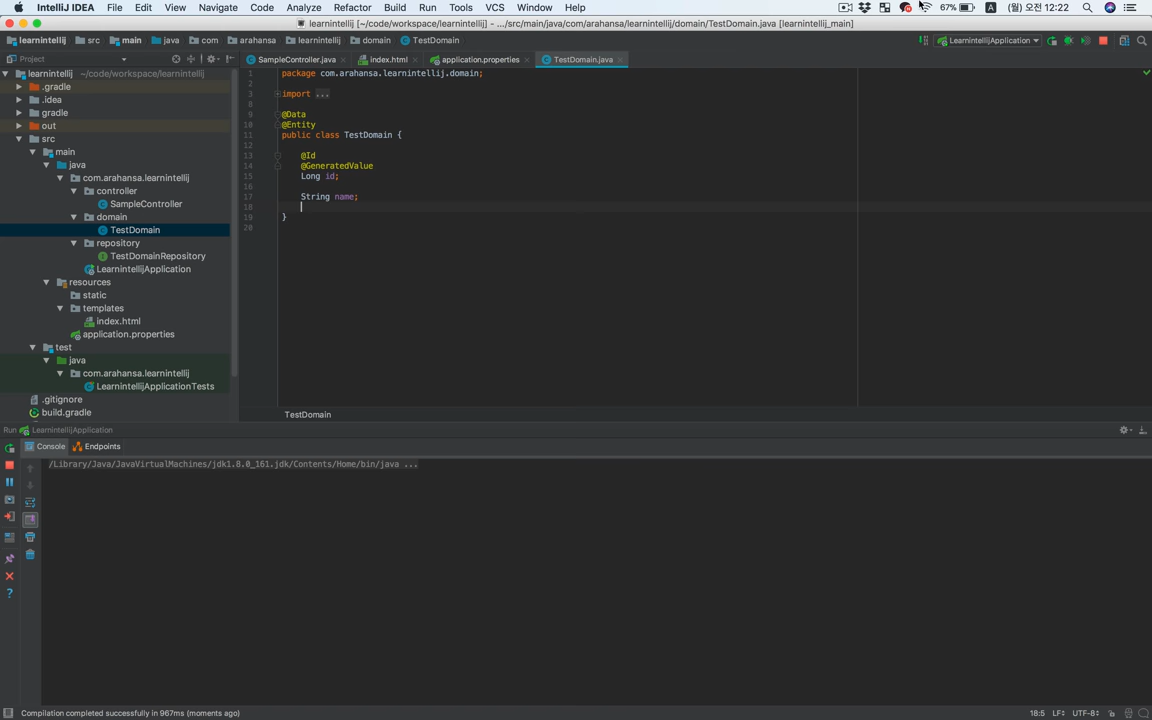 IntelliJ IDEA File Edit View Navigate Code Analyze Refactor Build Run Tools VCS Window Help 67% A (월) 오전 12:22
learnintellij [~/code/workspace/learnintellij] - .../src/main/java/com/arahansa/learnintellij/domain/TestDomain.java [learnintellij_main]
learnintellij src main java com arahansa learnintellij domain TestDomain LearnintellijApplication
Project
SampleController.java index.html application.properties TestDomain.java
learnintellij ~/code/workspace/learnintellij
.gradle
.idea
gradle
out
src
main
java
com.arahansa.learnintellij
controller
SampleController
domain
TestDomain
repository
TestDomainRepository
LearnintellijApplication
resources
static
templates
index.html
application.properties
test
java
com.arahansa.learnintellij
LearnintellijApplicationTests
.gitignore
build.gradle
1 package com.arahansa.learnintellij.domain;
2
3 import ...
8
9 @Data
10 @Entity
11 public class TestDomain {
12
13 @Id
14 @GeneratedValue
15 Long id;
16
17 String name;
18
19 }
20
TestDomain
Run LearnintellijApplication
Console Endpoints
/Library/Java/JavaVirtualMachines/jdk1.8.0_161.jdk/Contents/Home/bin/java ...
Compilation completed successfully in 967ms (moments ago) 18:5 LF UTF-8